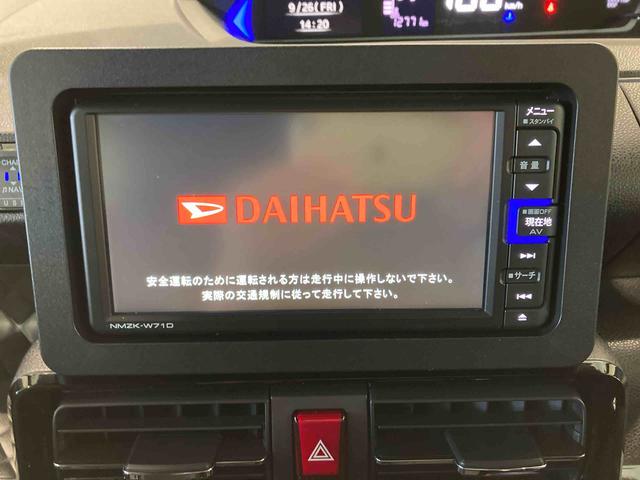 9/26(FRI)
14:20
km/h
メニュー
■スタンバイ
音量
■画面OFF
現在地
AV
■サーチ
DAIHATSU
安全運転のために運転される方は走行中に操作しないで下さい。
実際の交通規制に従って走行して下さい。
NMZK-W71D